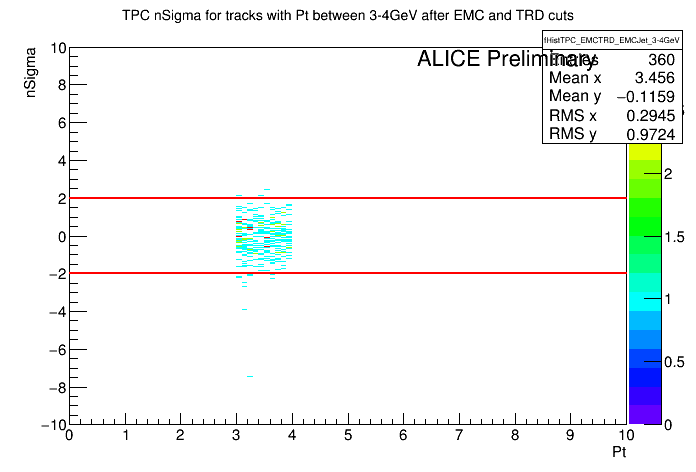 TPC nSigma for tracks with Pt between 3-4GeV after EMC and TRD cuts
fHistTPC_EMCTRD_EMCJet_3-4GeV
ALICE Preliminary
Entries 360
Mean x 3.456
Mean y −0.1159
RMS x 0.2945
RMS y 0.9724
nSigma
10
8
6
4
2
0
−2
−4
−6
−8
−10
0 1 2 3 4 5 6 7 8 9 10
Pt
2
1.5
1
0.5
0